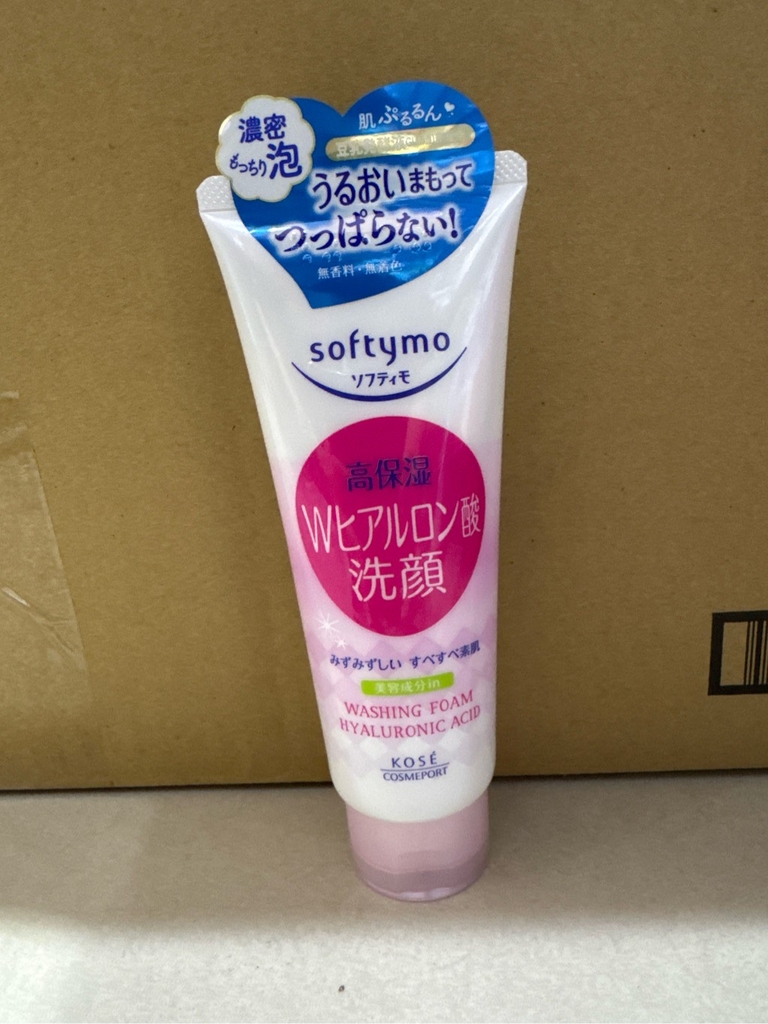 濃密
もっちり泡
肌ぷるるん
うるおいまもって
つっぱらない!
無香料・無着色
softymo
ソフティモ
高保湿
Wヒアルロン酸
洗顔
みずみずしい すべすべ素肌
美容成分in
WASHING FOAM
HYALURONIC ACID
KOSÉ
COSMEPORT